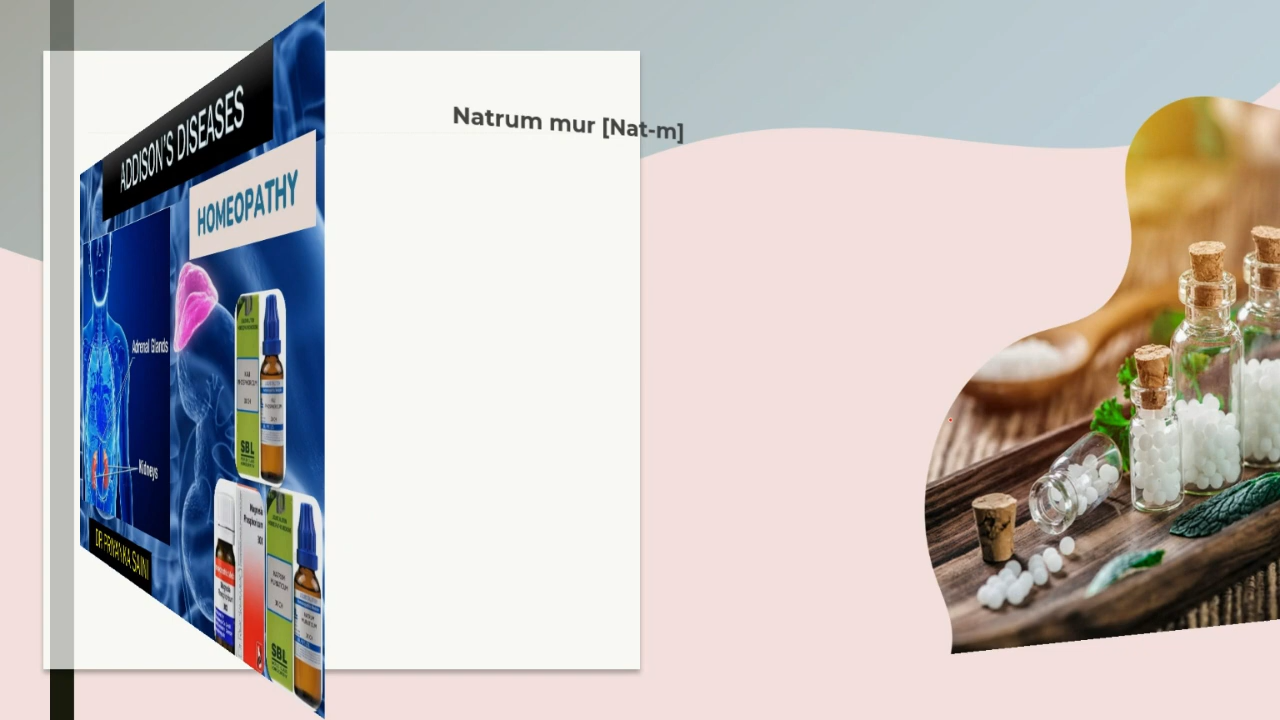 Natrum mur [Nat-m]
ADDISON'S DISEASES
HOMEOPATHY
Adrenal Glands
Kidneys
DR PRIYANKA SAINI
SBL
SBL